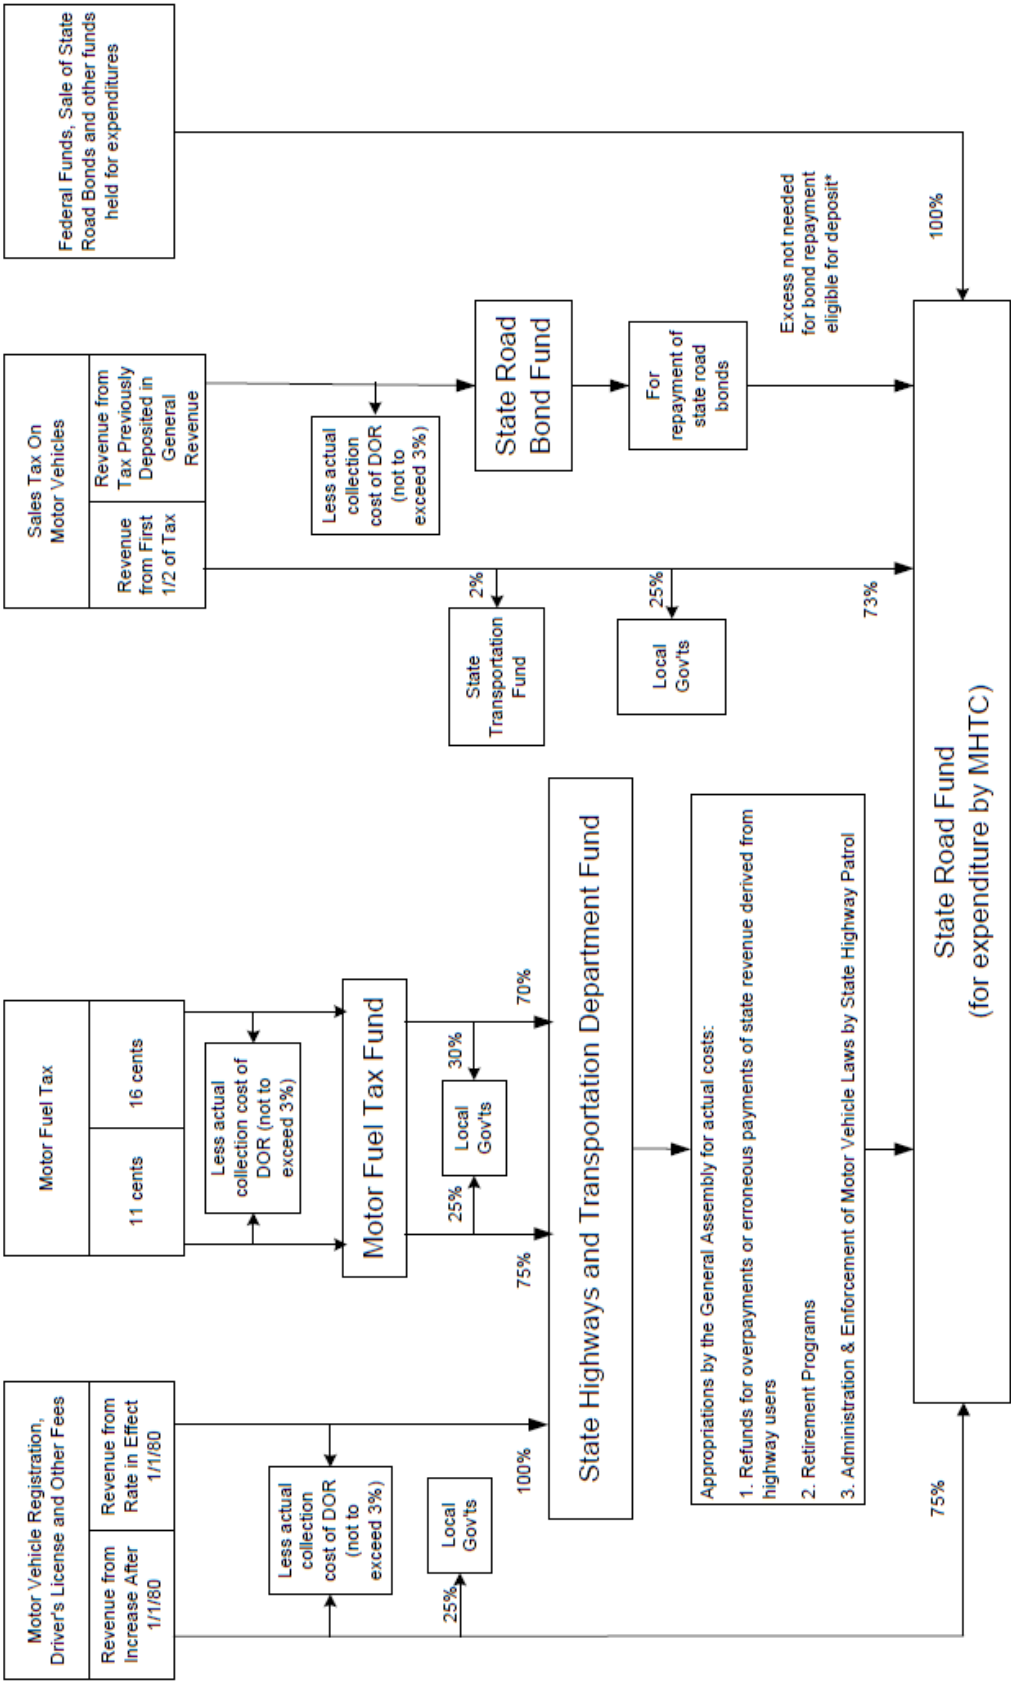 Motor Vehicle Registration,
Driver's License and Other Fees
Revenue from
Increase After
1/1/80
Revenue from
Rate in Effect
1/1/80
Less actual
collection
cost of DOR
(not to
exceed 3%)
25%
Local
Gov'ts
100%
75%
Motor Fuel Tax
11 cents
16 cents
Less actual
collection cost of
DOR (not to
exceed 3%)
Motor Fuel Tax Fund
25%
Local
Gov'ts
30%
75%
70%
State Highways and Transportation Department Fund
Appropriations by the General Assembly for actual costs:
1. Refunds for overpayments or erroneous payments of state revenue derived from
highway users
2. Retirement Programs
3. Administration & Enforcement of Motor Vehicle Laws by State Highway Patrol
Sales Tax On
Motor Vehicles
Revenue
from First
1/2 of Tax
Revenue from
Tax Previously
Deposited in
General
Revenue
Less actual
collection
cost of DOR
(not to
exceed 3%)
State
Transportation
Fund
2%
State Road
Bond Fund
Local
Gov'ts
25%
For
repayment of
state road
bonds
73%
Excess not needed
for bond repayment
eligible for deposit*
Federal Funds, Sale of State
Road Bonds and other funds
held for expenditures
100%
State Road Fund
(for expenditure by MHTC)